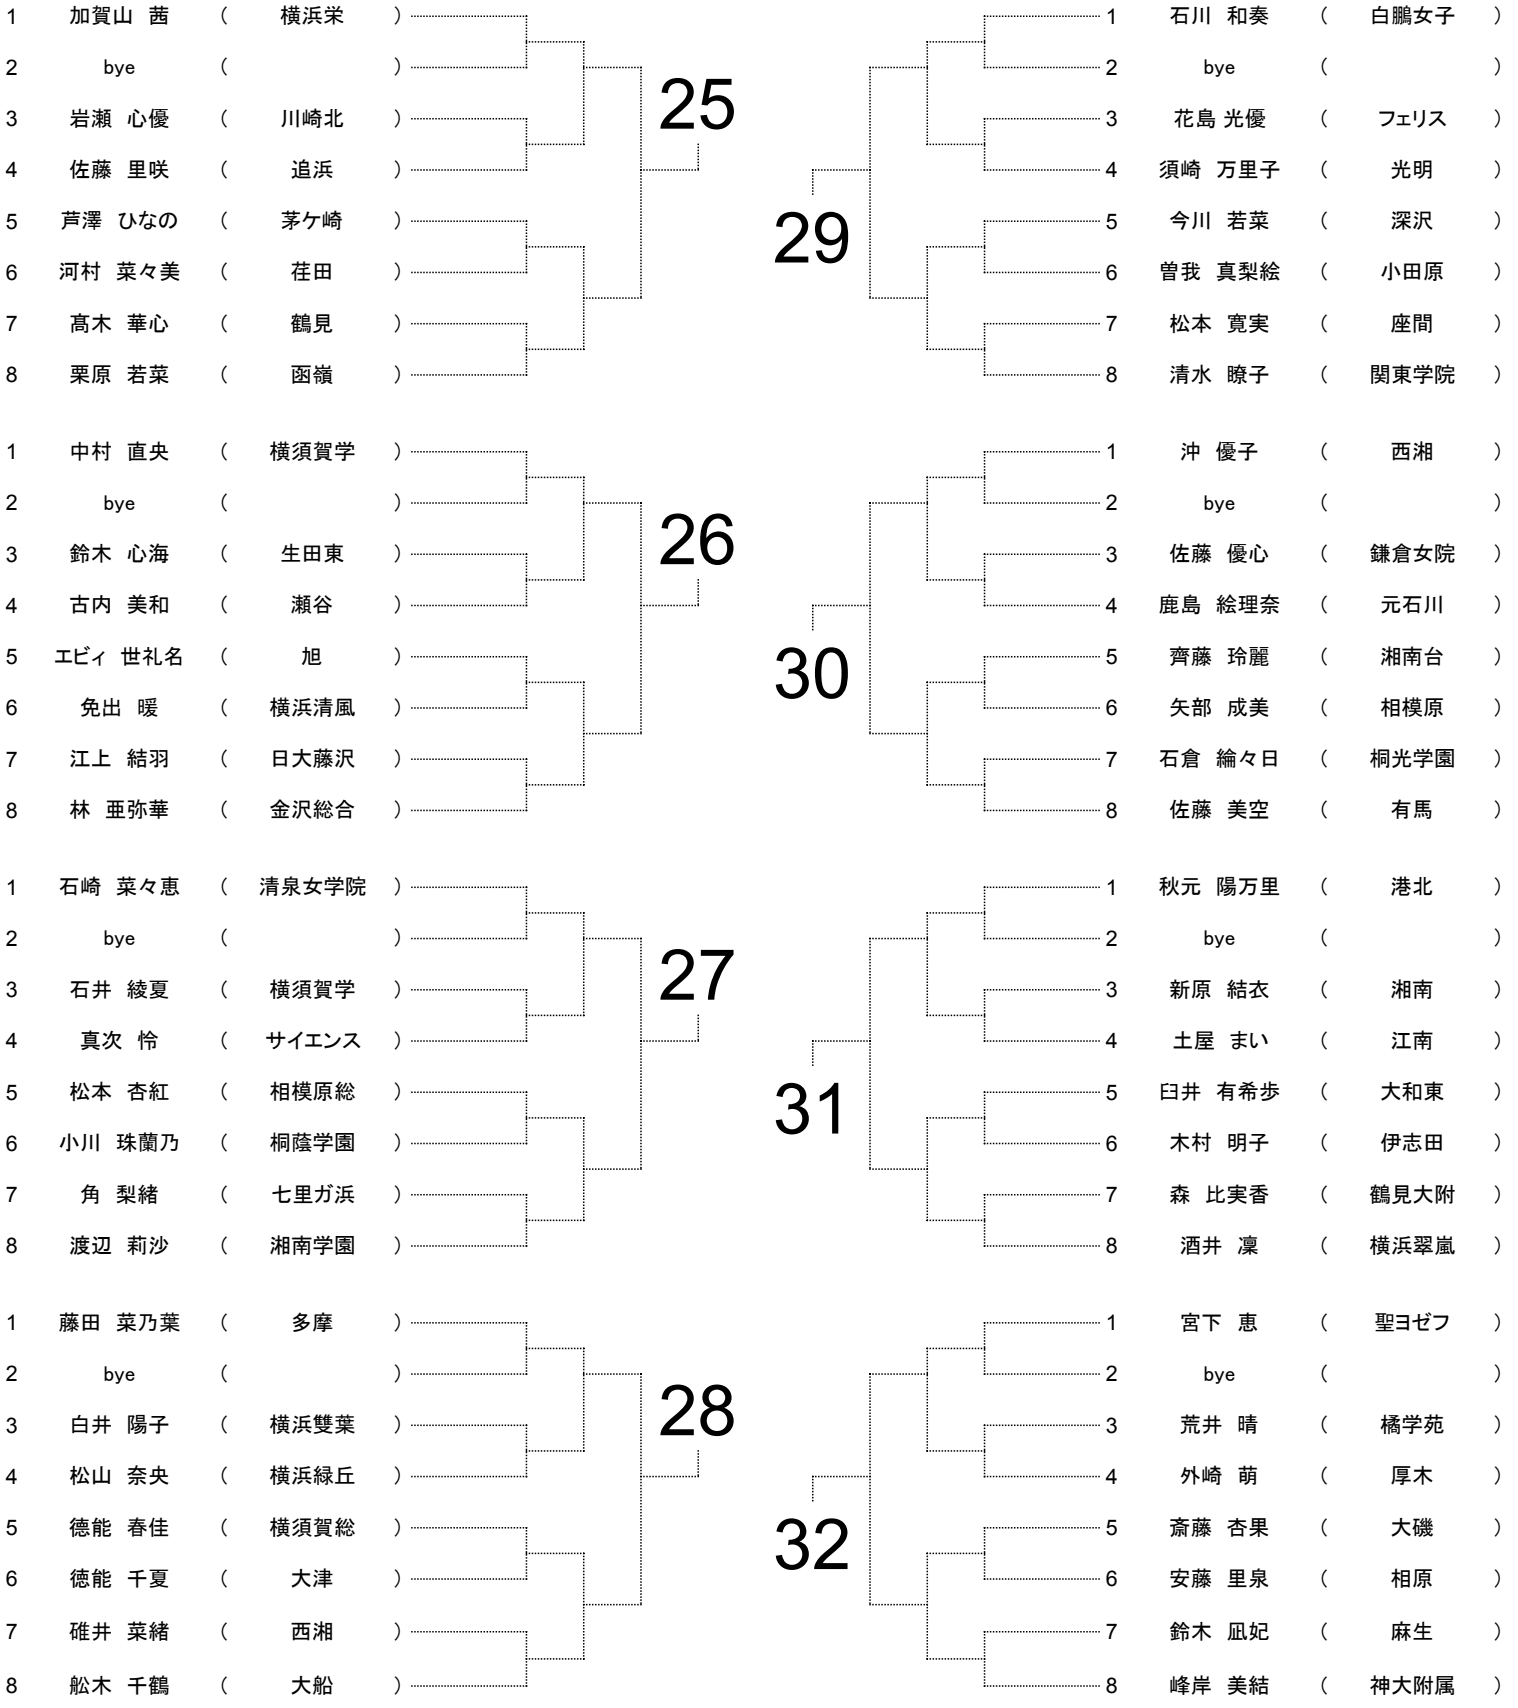 1 加賀山 茜 ( 横浜栄 )
2 bye ( )
3 岩瀬 心優 ( 川崎北 )
4 佐藤 里咲 ( 追浜 )
5 芦澤 ひなの ( 茅ケ崎 )
6 河村 菜々美 ( 荏田 )
7 髙木 華心 ( 鶴見 )
8 栗原 若菜 ( 函嶺 )
25
1 中村 直央 ( 横須賀学 )
2 bye ( )
3 鈴木 心海 ( 生田東 )
4 古内 美和 ( 瀬谷 )
5 エビィ 世礼名 ( 旭 )
6 免出 暖 ( 横浜清風 )
7 江上 結羽 ( 日大藤沢 )
8 林 亜弥華 ( 金沢総合 )
26
1 石崎 菜々恵 ( 清泉女学院 )
2 bye ( )
3 石井 綾夏 ( 横須賀学 )
4 真次 怜 ( サイエンス )
5 松本 杏紅 ( 相模原総 )
6 小川 珠蘭乃 ( 桐蔭学園 )
7 角 梨緒 ( 七里ガ浜 )
8 渡辺 莉沙 ( 湘南学園 )
27
1 藤田 菜乃葉 ( 多摩 )
2 bye ( )
3 白井 陽子 ( 横浜雙葉 )
4 松山 奈央 ( 横浜緑丘 )
5 德能 春佳 ( 横須賀総 )
6 徳能 千夏 ( 大津 )
7 碓井 菜緒 ( 西湘 )
8 舩木 千鶴 ( 大船 )
28
1 石川 和奏 ( 白鵬女子 )
2 bye ( )
3 花島 光優 ( フェリス )
4 須崎 万里子 ( 光明 )
5 今川 若菜 ( 深沢 )
6 曽我 真梨絵 ( 小田原 )
7 松本 寛実 ( 座間 )
8 清水 瞭子 ( 関東学院 )
29
1 沖 優子 ( 西湘 )
2 bye ( )
3 佐藤 優心 ( 鎌倉女院 )
4 鹿島 絵理奈 ( 元石川 )
5 齊藤 玲麗 ( 湘南台 )
6 矢部 成美 ( 相模原 )
7 石倉 綸々日 ( 桐光学園 )
8 佐藤 美空 ( 有馬 )
30
1 秋元 陽万里 ( 港北 )
2 bye ( )
3 新原 結衣 ( 湘南 )
4 土屋 まい ( 江南 )
5 臼井 有希歩 ( 大和東 )
6 木村 明子 ( 伊志田 )
7 森 比実香 ( 鶴見大附 )
8 酒井 凜 ( 横浜翠嵐 )
31
1 宮下 恵 ( 聖ヨゼフ )
2 bye ( )
3 荒井 晴 ( 橘学苑 )
4 外崎 萌 ( 厚木 )
5 斎藤 杏果 ( 大磯 )
6 安藤 里泉 ( 相原 )
7 鈴木 凪妃 ( 麻生 )
8 峰岸 美結 ( 神大附属 )
32